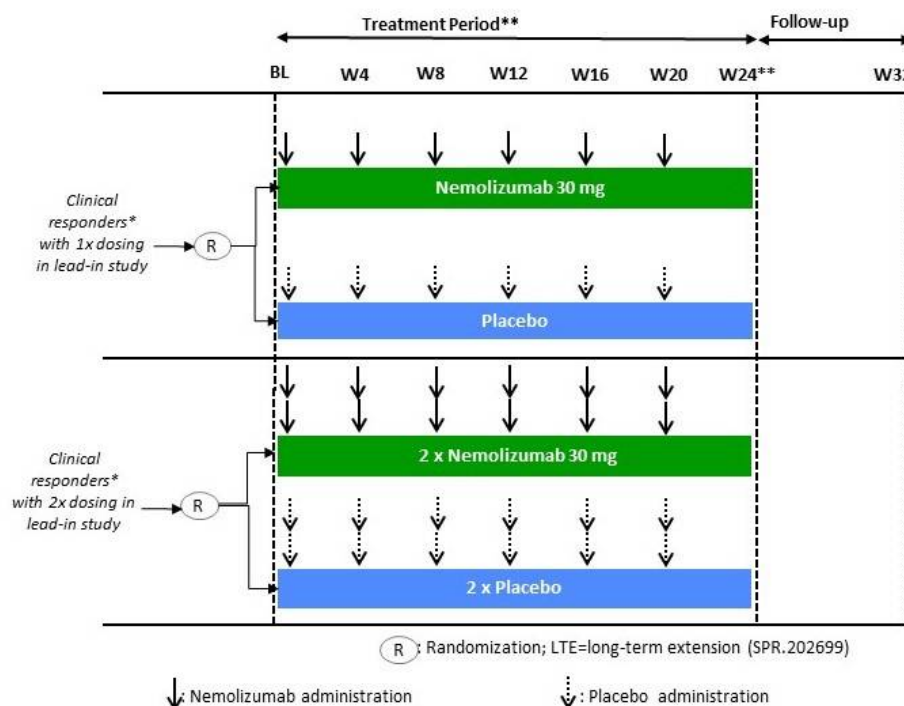 Treatment Period**
Follow-up
BL W4 W8 W12 W16 W20 W24** W32
Nemolizumab 30 mg
Clinical
responders*
with 1x dosing
in lead-in study
R
Placebo
2 x Nemolizumab 30 mg
Clinical
responders*
with 2x dosing in
lead-in study
R
2 x Placebo
R : Randomization; LTE=long-term extension (SPR.202699)
: Nemolizumab administration
: Placebo administration